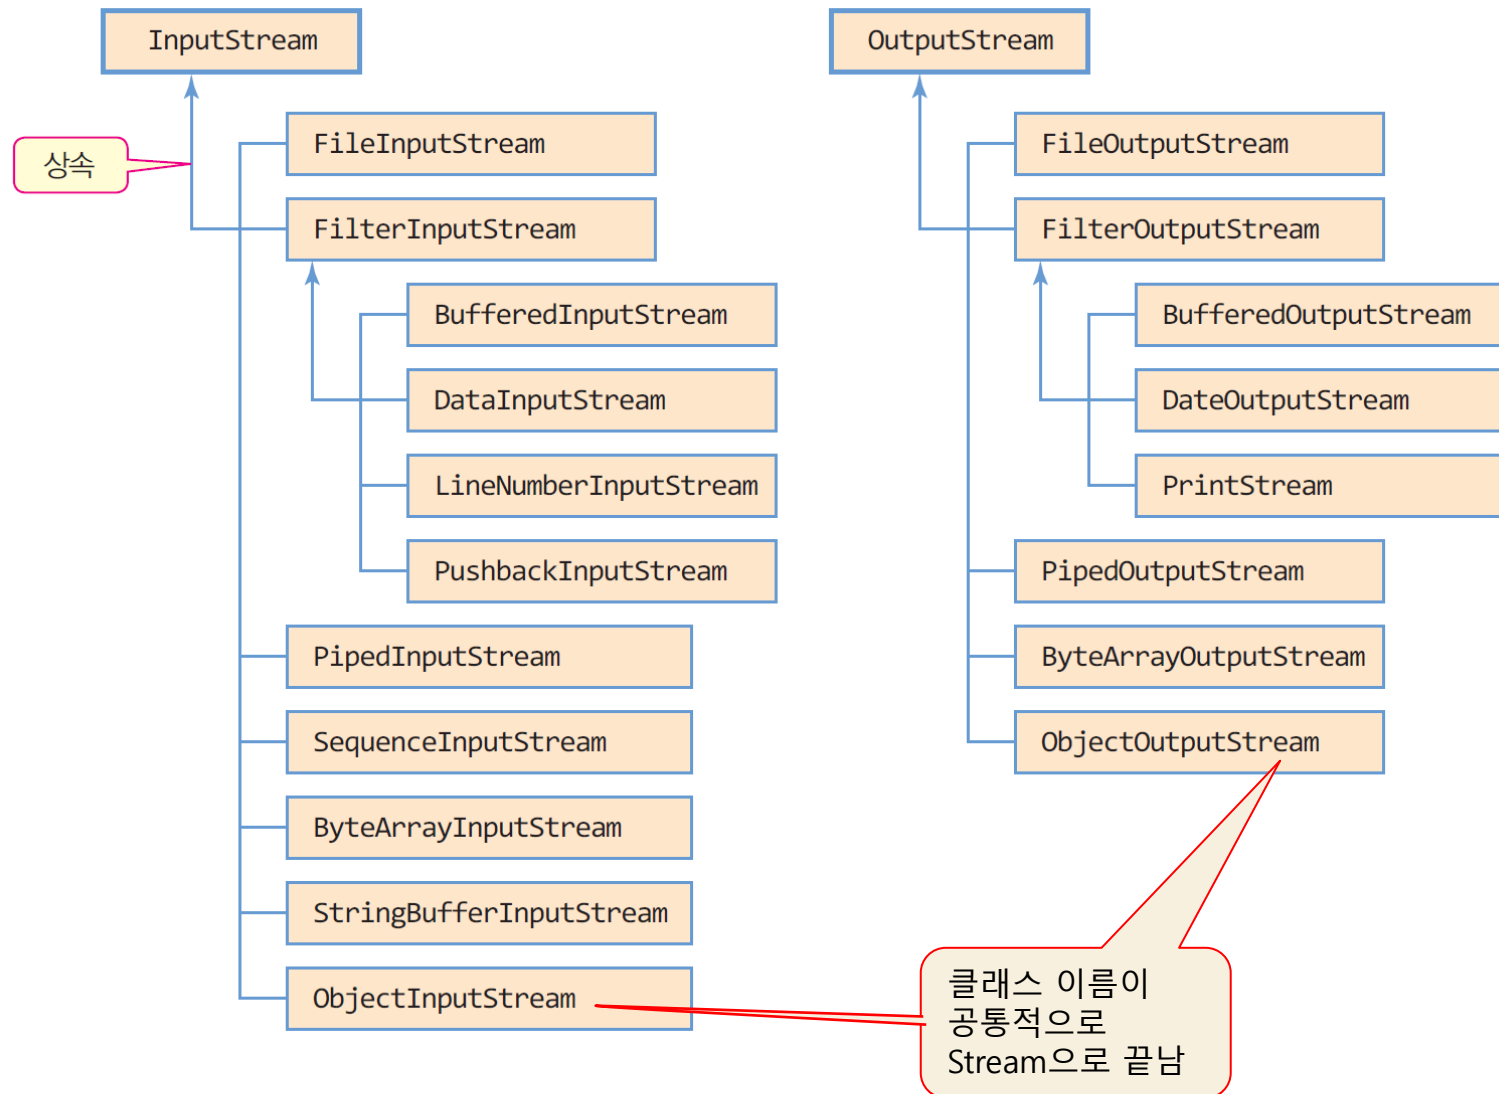 InputStream
상속
FileInputStream
FilterInputStream
BufferedInputStream
DataInputStream
LineNumberInputStream
PushbackInputStream
PipedInputStream
SequenceInputStream
ByteArrayInputStream
StringBufferInputStream
ObjectInputStream
OutputStream
FileOutputStream
FilterOutputStream
BufferedOutputStream
DateOutputStream
PrintStream
PipedOutputStream
ByteArrayOutputStream
ObjectOutputStream
클래스 이름이
공통적으로
Stream으로 끝남